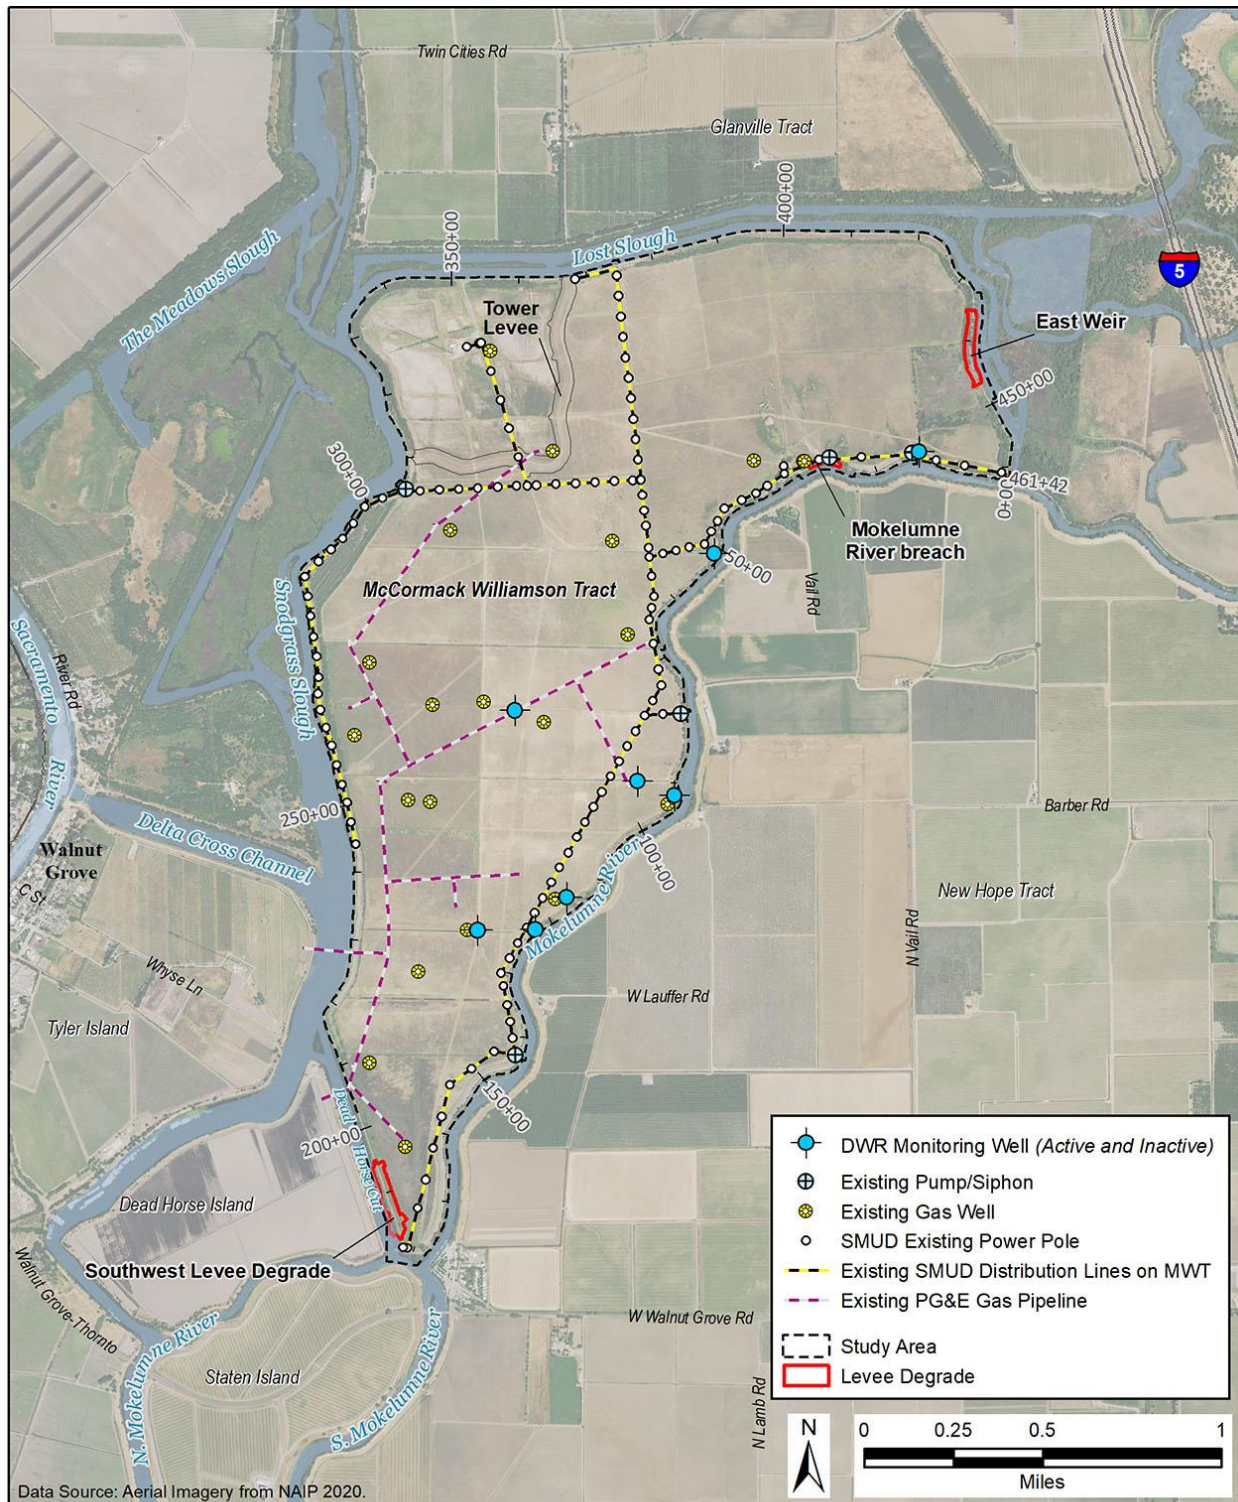 Twin Cities Rd
Glanville Tract
400+00
350+00
Lost Slough
The Meadows Slough
5
Tower
Levee
East Weir
450+00
300+00
461+42
0+00
Mokelumne
River breach
50+00
McCormack Williamson Tract
Vail Rd
Snodgrass Slough
Sacramento River
River Rd
250+00
Barber Rd
Delta Cross Channel
Walnut
Grove
C St
100+00
Mokelumne River
New Hope Tract
N Vail Rd
Whyse Ln
W Lauffer Rd
Tyler Island
150+00
200+00
Dead Horse Cut
Dead Horse Island
Southwest Levee Degrade
Walnut Grove-Thornto
N. Mokelumne River
Staten Island
S. Mokelumne River
W Walnut Grove Rd
N Lamb Rd
DWR Monitoring Well (Active and Inactive)
Existing Pump/Siphon
Existing Gas Well
SMUD Existing Power Pole
Existing SMUD Distribution Lines on MWT
Existing PG&E Gas Pipeline
Study Area
Levee Degrade
N
0 0.25 0.5 1
Miles
Data Source: Aerial Imagery from NAIP 2020.